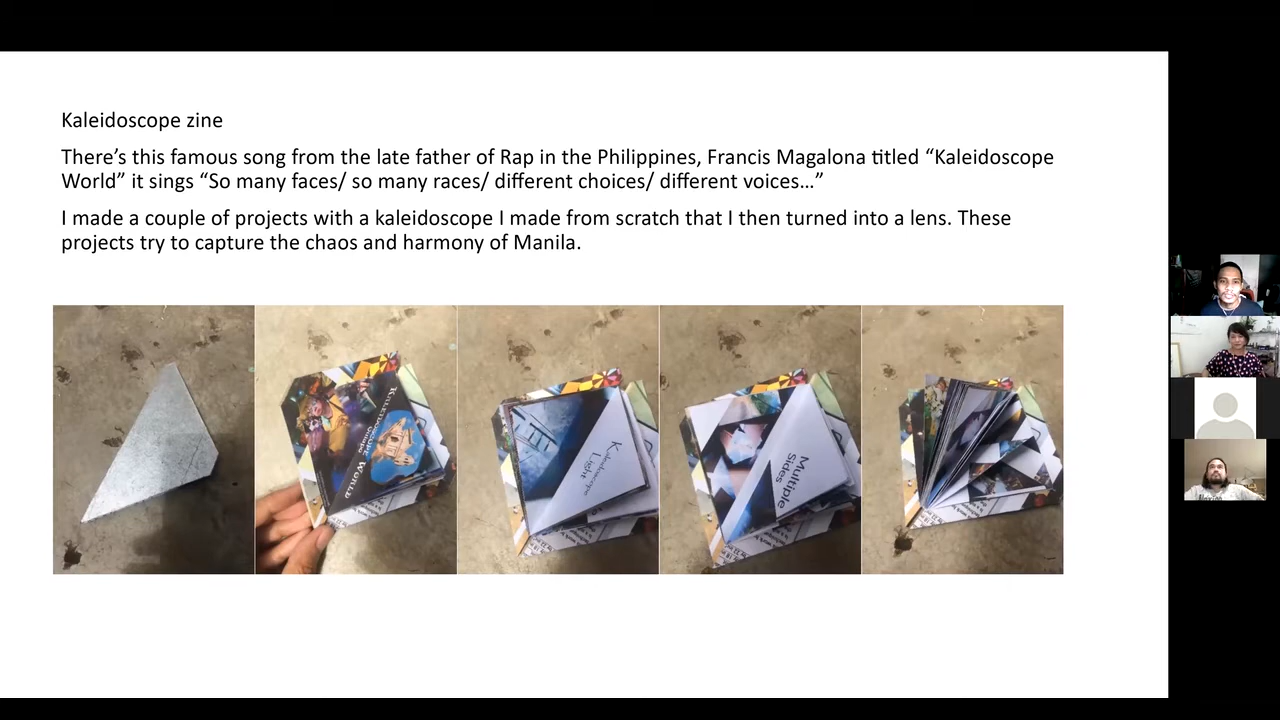 Kaleidoscope zine
There’s this famous song from the late father of Rap in the Philippines, Francis Magalona titled “Kaleidoscope
World” it sings “So many faces/ so many races/ different choices/ different voices…”
I made a couple of projects with a kaleidoscope I made from scratch that I then turned into a lens. These
projects try to capture the chaos and harmony of Manila.
KALEIDOSCOPE WORLD
Kaleidoscope
Light
Multiple
Sides